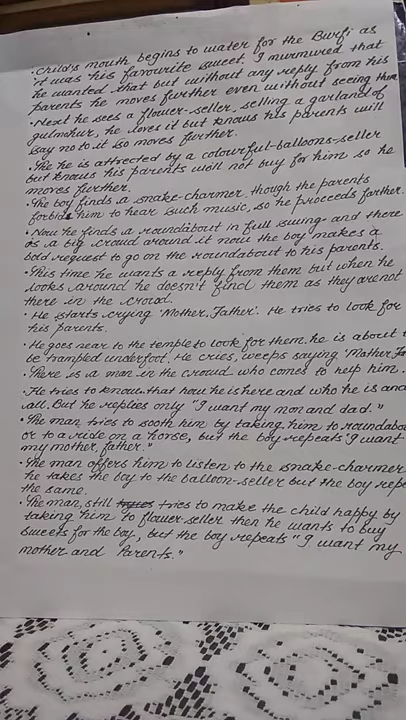 • Child's mouth begins to water for the Burfi as
it was his favourite sweet. I murmured that
he wanted that but without any reply from his
parents he moves further even without seeing them
• Next he sees a flower-seller, selling a garland of
gulmohur, he loves it but knows his parents will
say no to it so moves further.
• The he is attrected by a colourful-balloons-seller
but knows his parents will not buy for him so he
moves further.
• The boy finds a snake-charmer, though the parents
forbids him to hear such music, so he proceeds farther.
• Now he finds a roundabout in full swing and there
as a big croud around it now the boy makes a
bold request to go on the roundabout to his parents.
• This time he wants a reply from them but when he
looks around he doesn't find them as they are not
there in the crowd.
• He starts crying 'Mother, Father'. He tries to look for
his parents.
• He goes near to the temple to look for them. he is about t
be trampled underfoot. He cries, weeps saying 'Mother, Fa
• There is a man in the crowd who comes to help him.
• He tries to know that how he is here and who he is and
all. But he replies only "I want my mom and dad."
• The man tries to sooth him by taking him to roundabou
or to a ride on a horse, but the boy repeats "I want
my mother, father."
• The man offers him to listen to the snake-charmer
he takes the boy to the balloon-seller but the boy repe
the same.
• The man, still tries to make the child happy by
taking him to flower-seller then he wants to buy
sweets for the boy, but the boy repeats "I want my
mother and Parents."